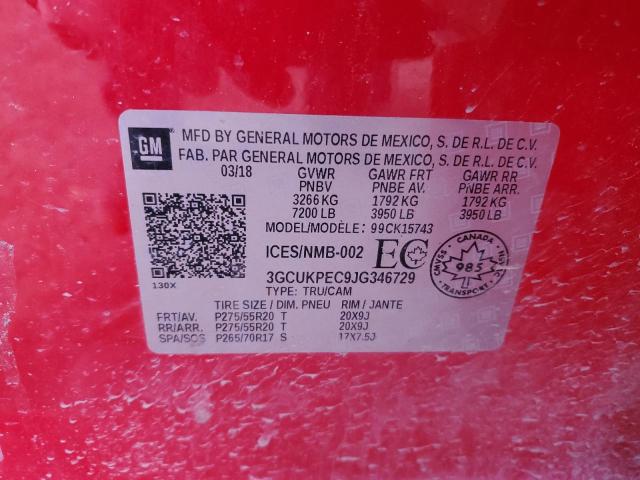 GM
MFD BY GENERAL MOTORS DE MEXICO, S. DE R.L. DE C.V.
FAB. PAR GENERAL MOTORS DE MEXICO, S. DE R.L. DE C.V.
03/18 GVWR GAWR FRT GAWR RR
PNBV PNBE AV. PNBE ARR.
3266 KG 1792 KG 1792 KG
7200 LB 3950 LB 3950 LB
MODEL/MODÈLE: 99CK15743
ICES/NMB-002 EC
CANADA
985
TRANSPORT
3GCUKPEC9JG346729
130X
TYPE: TRU/CAM
TIRE SIZE / DIM. PNEU RIM / JANTE
FRT/AV. P275/55R20 T 20X9J
RR/ARR. P275/55R20 T 20X9J
SPA/SOS P265/70R17 S 17X7.5J